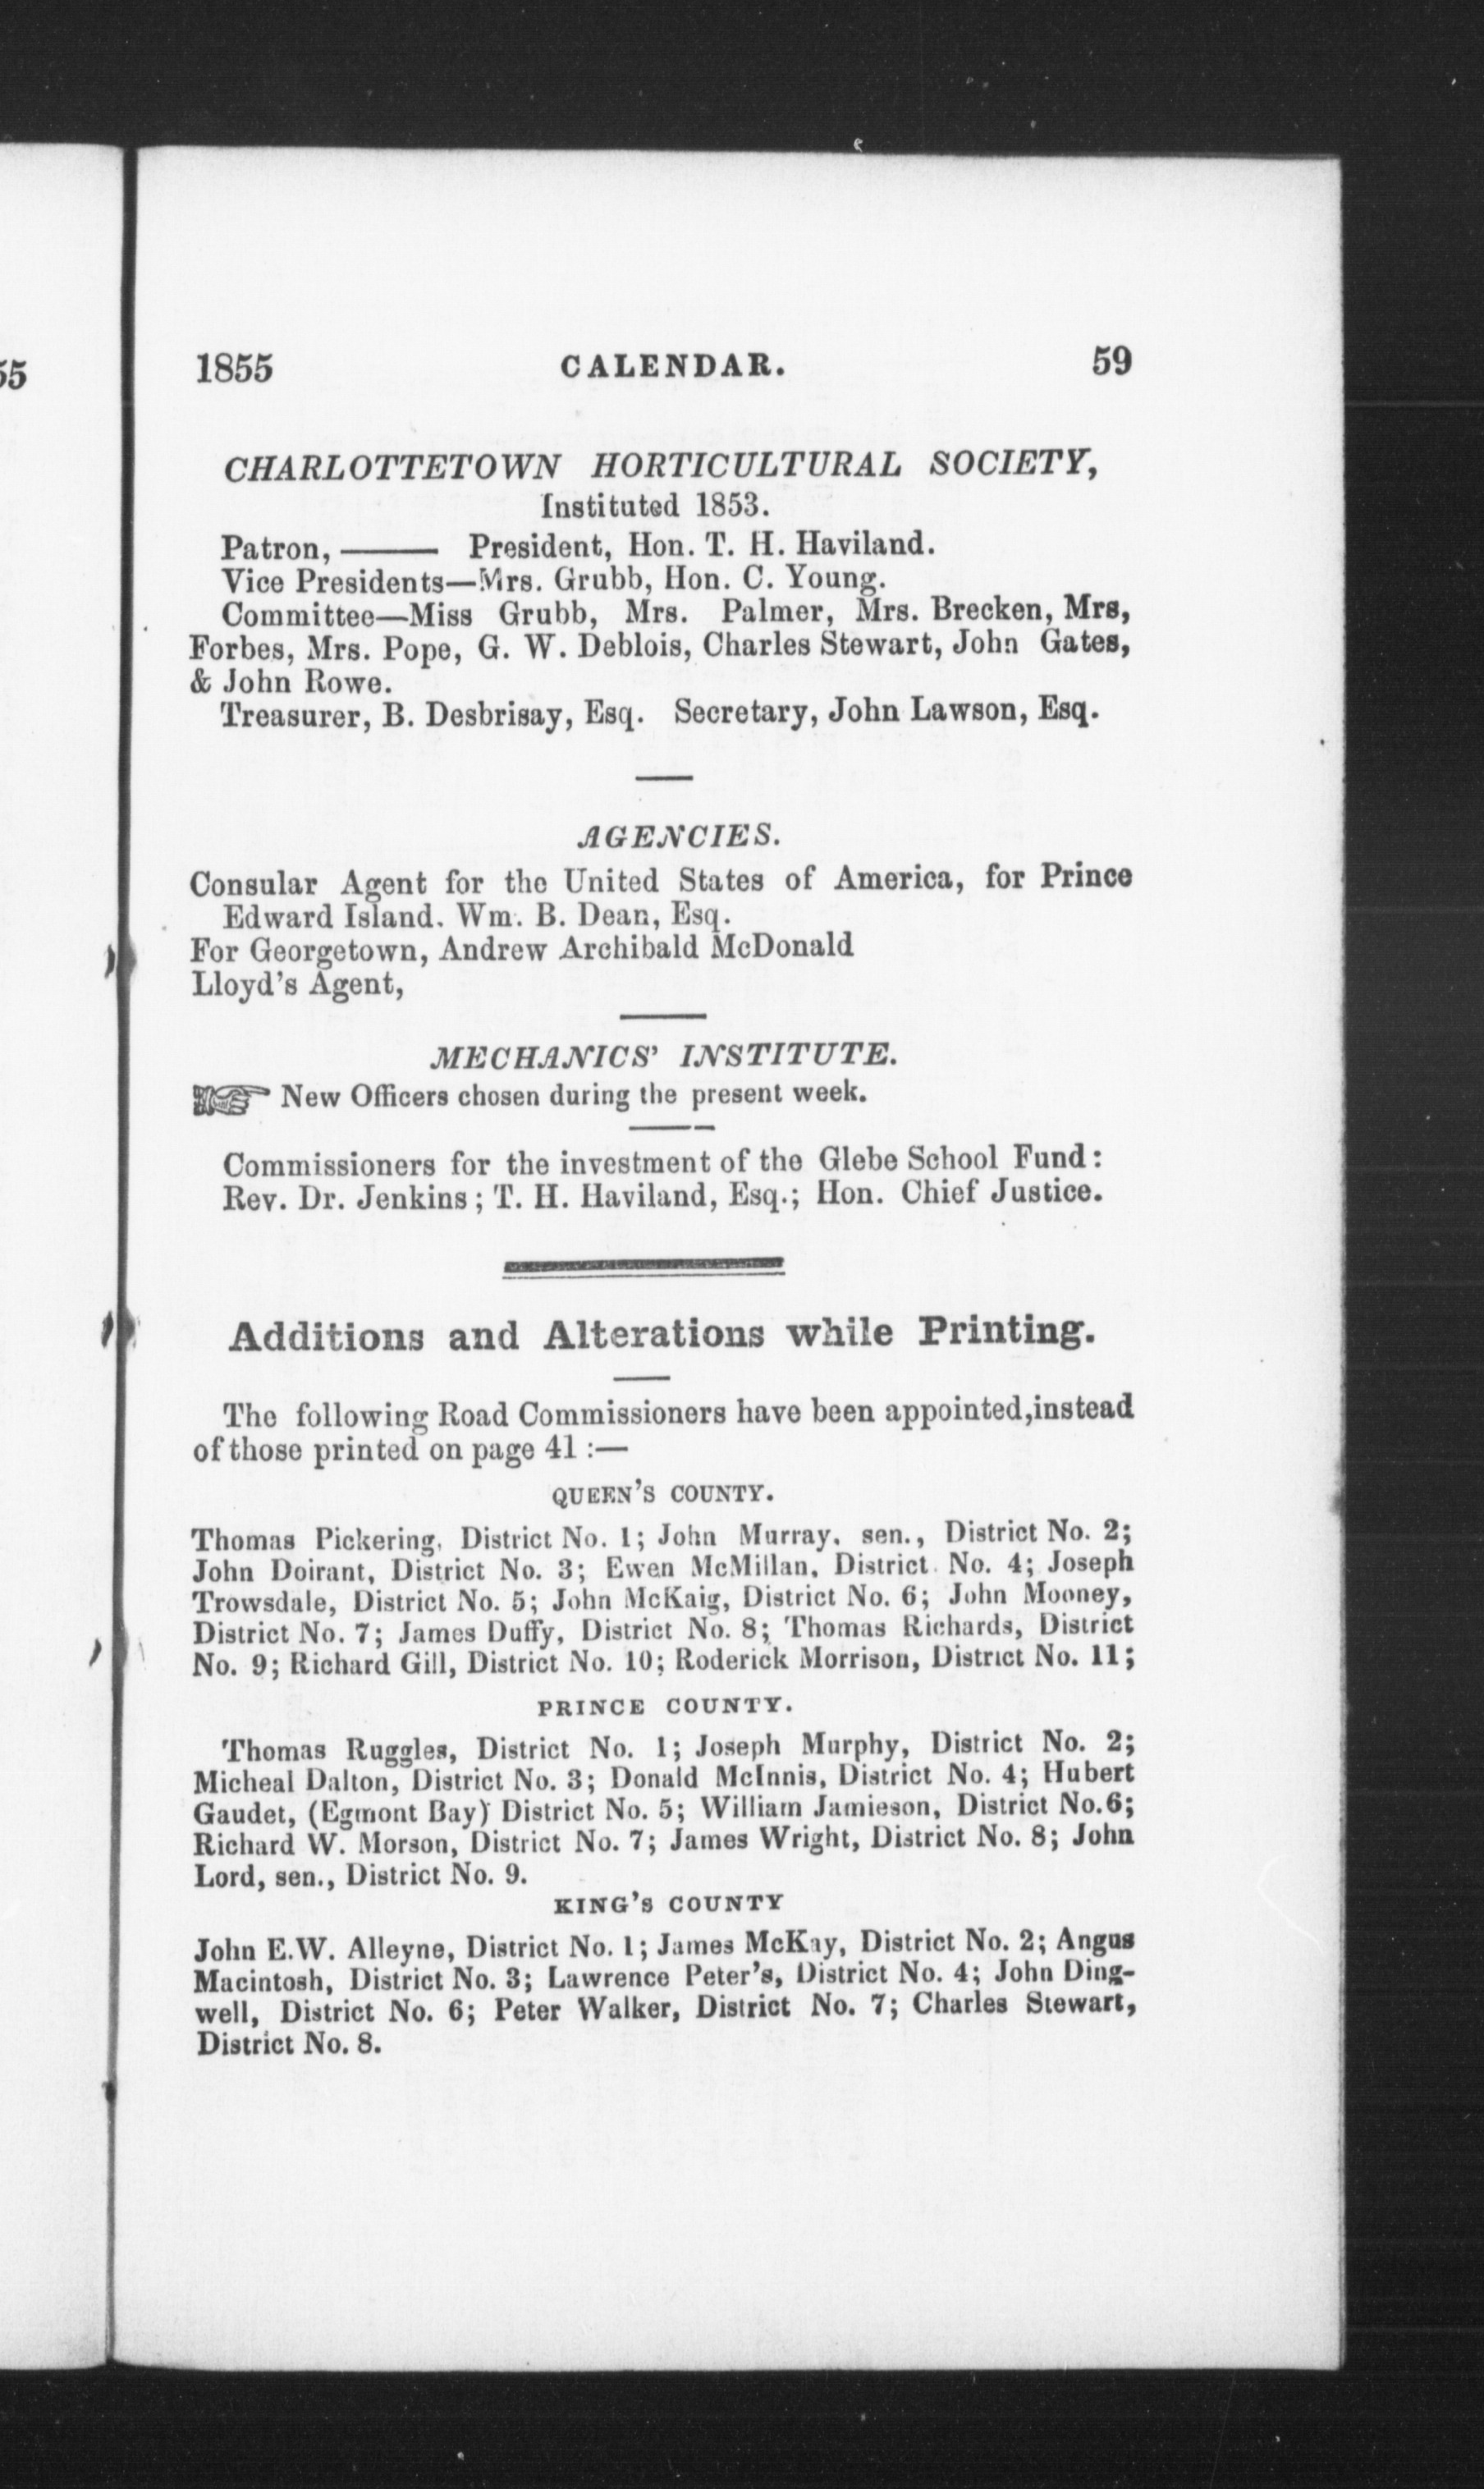 55
1855 CALENDAR. 59
CHARLOTTETOWN HORTICULTURAL SOCIETY,
Instituted 1853.
Patron, ——— President, Hon. T. H. Haviland.
Vice Presidents—Mrs. Grubb, Hon. C. Young.
Committee—Miss Grubb, Mrs. Palmer, Mrs. Brecken, Mrs,
Forbes, Mrs. Pope, G. W. Deblois, Charles Stewart, John Gates,
& John Rowe.
Treasurer, B. Desbrisay, Esq. Secretary, John Lawson, Esq.
AGENCIES.
Consular Agent for the United States of America, for Prince
Edward Island. Wm. B. Dean, Esq.
For Georgetown, Andrew Archibald McDonald
Lloyd's Agent,
MECHANICS' INSTITUTE.
☞ New Officers chosen during the present week.
Commissioners for the investment of the Glebe School Fund:
Rev. Dr. Jenkins; T. H. Haviland, Esq.; Hon. Chief Justice.
Additions and Alterations while Printing.
The following Road Commissioners have been appointed,instead
of those printed on page 41 :—
QUEEN'S COUNTY.
Thomas Pickering, District No. 1; John Murray, sen., District No. 2;
John Doirant, District No. 3; Ewen McMillan, District No. 4; Joseph
Trowsdale, District No. 5; John McKaig, District No. 6; John Mooney,
District No. 7; James Duffy, District No. 8; Thomas Richards, District
No. 9; Richard Gill, District No. 10; Roderick Morrison, District No. 11;
PRINCE COUNTY.
Thomas Ruggles, District No. 1; Joseph Murphy, District No. 2;
Micheal Dalton, District No. 3; Donald McInnis, District No. 4; Hubert
Gaudet, (Egmont Bay) District No. 5; William Jamieson, District No.6;
Richard W. Morson, District No. 7; James Wright, District No. 8; John
Lord, sen., District No. 9.
KING'S COUNTY
John E.W. Alleyne, District No. 1; James McKay, District No. 2; Angus
Macintosh, District No. 3; Lawrence Peter's, District No. 4; John Ding-
well, District No. 6; Peter Walker, District No. 7; Charles Stewart,
District No. 8.